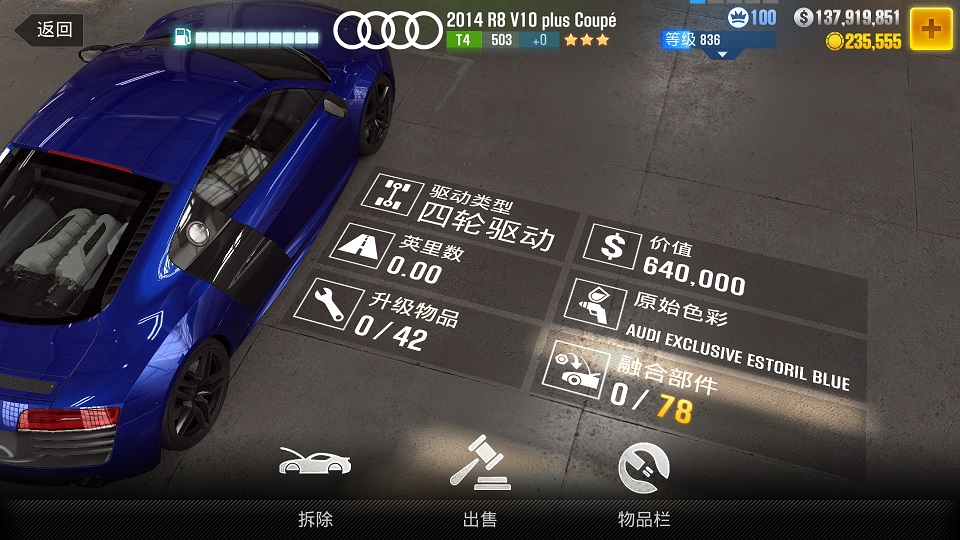 返回
2014 R8 V10 plus Coupé
T4 503 +0
等级 836
100
137,919,851
235,555
驱动类型
四轮驱动
英里数
0.00
升级物品
0/42
价值
640,000
原始色彩
AUDI EXCLUSIVE ESTORIL BLUE
融合部件
0/78
拆除
出售
物品栏